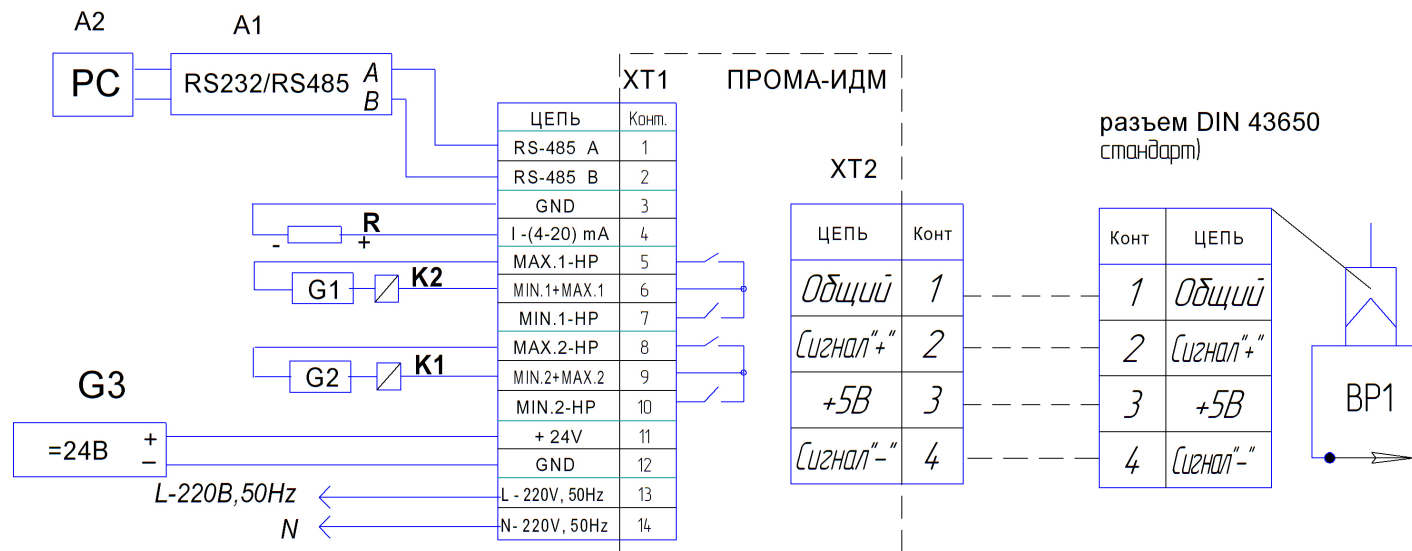 A2
A1
PC
RS232/RS485
A
B
XT1
ПРОМА-ИДМ
ЦЕПЬ Конт.
RS-485 A 1
RS-485 B 2
GND 3
I -(4-20) mA 4
MAX.1-HP 5
MIN.1+MAX.1 6
MIN.1-HP 7
MAX.2-HP 8
MIN.2+MAX.2 9
MIN.2-HP 10
+ 24V 11
GND 12
L - 220V, 50Hz 13
N- 220V, 50Hz 14
R
- +
G1
K2
G2
K1
G3
=24В + –
L-220В,50Hz
N
XT2
ЦЕПЬ Конт
Общий 1
Сигнал"+" 2
+5В 3
Сигнал"–" 4
разъем DIN 43650
стандарт)
Конт ЦЕПЬ
1 Общий
2 Сигнал"+"
3 +5В
4 Сигнал"–"
BP1